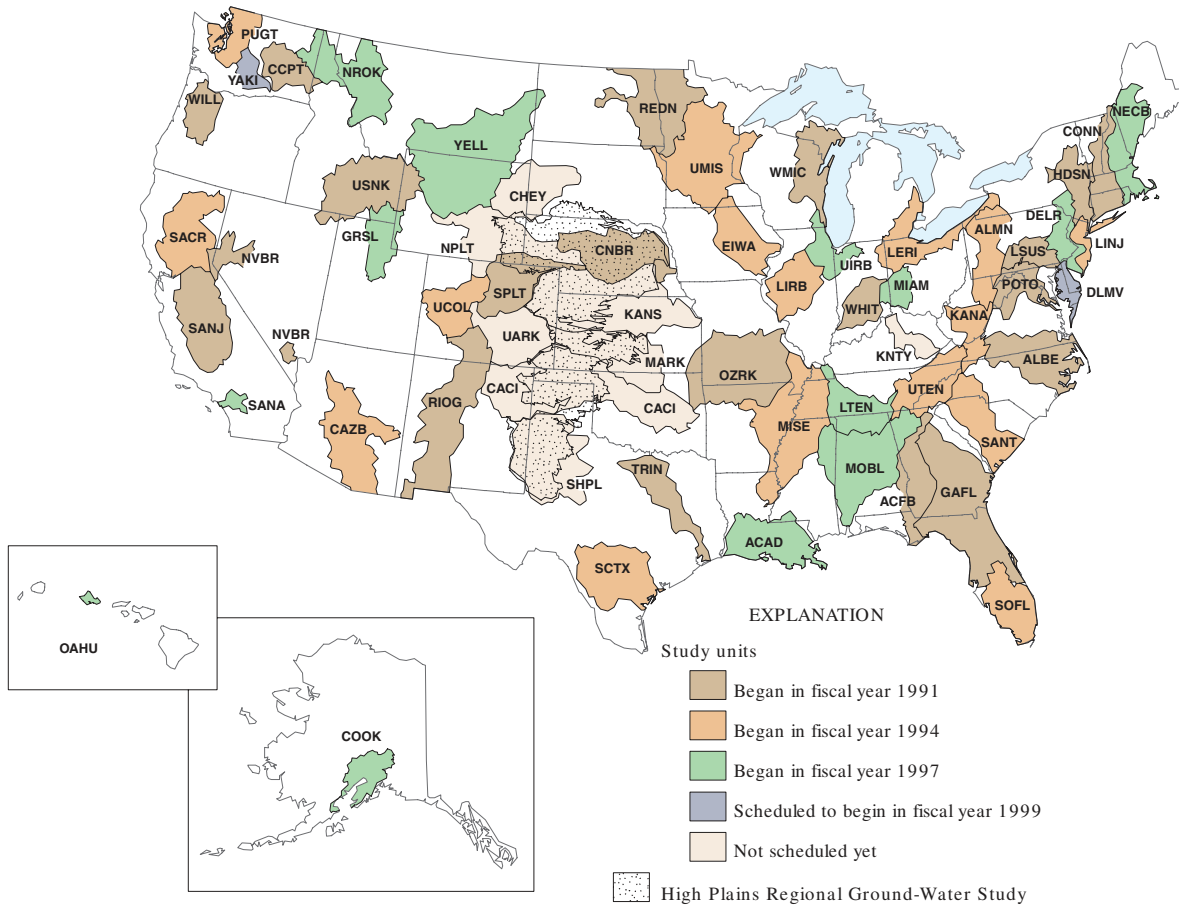 PUGT
YAKI
CCPT
NROK
WILL
YELL
USNK
GRSL
SACR
NVBR
SANJ
NVBR
SANA
CAZB
RIOG
CHEY
NPLT
CNBR
SPLT
UCOL
UARK
KANS
MARK
CACI
CACI
SHPL
TRIN
SCTX
REDN
UMIS
WMIC
EIWA
LIRB
UIRB
WHIT
MIAM
LERI
KNTY
OZRK
MISE
LTEN
MOBL
ACAD
ACFB
GAFL
SOFL
UTEN
SANT
KANA
ALBE
ALMN
LSUS
POTO
DLMV
LINJ
DELR
HDSN
CONN
NECB
OAHU
COOK
EXPLANATION
Study units
Began in fiscal year 1991
Began in fiscal year 1994
Began in fiscal year 1997
Scheduled to begin in fiscal year 1999
Not scheduled yet
High Plains Regional Ground-Water Study